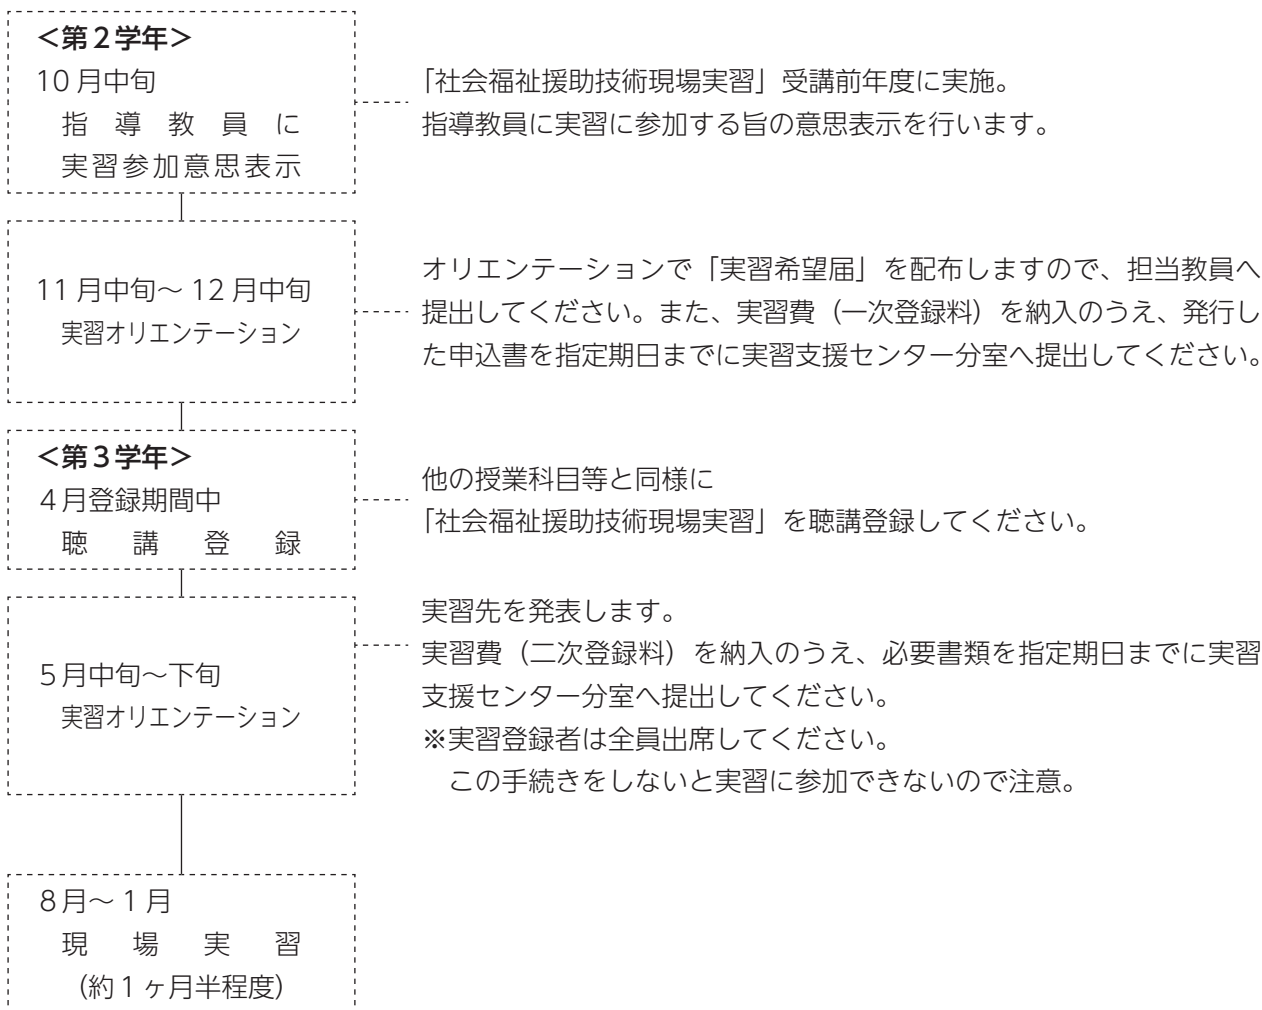 ＜第２学年＞
10 月中旬
指導教員に
実習参加意思表示
「社会福祉援助技術現場実習」受講前年度に実施。
指導教員に実習に参加する旨の意思表示を行います。
11 月中旬～ 12 月中旬
実習オリエンテーション
オリエンテーションで「実習希望届」を配布しますので、担当教員へ
提出してください。また、実習費（一次登録料）を納入のうえ、発行し
た申込書を指定期日までに実習支援センター分室へ提出してください。
＜第３学年＞
４月登録期間中
聴講登録
他の授業科目等と同様に
「社会福祉援助技術現場実習」を聴講登録してください。
５月中旬～下旬
実習オリエンテーション
実習先を発表します。
実習費（二次登録料）を納入のうえ、必要書類を指定期日までに実習
支援センター分室へ提出してください。
※実習登録者は全員出席してください。
この手続きをしないと実習に参加できないので注意。
８月～１月
現場実習
（約１ヶ月半程度）